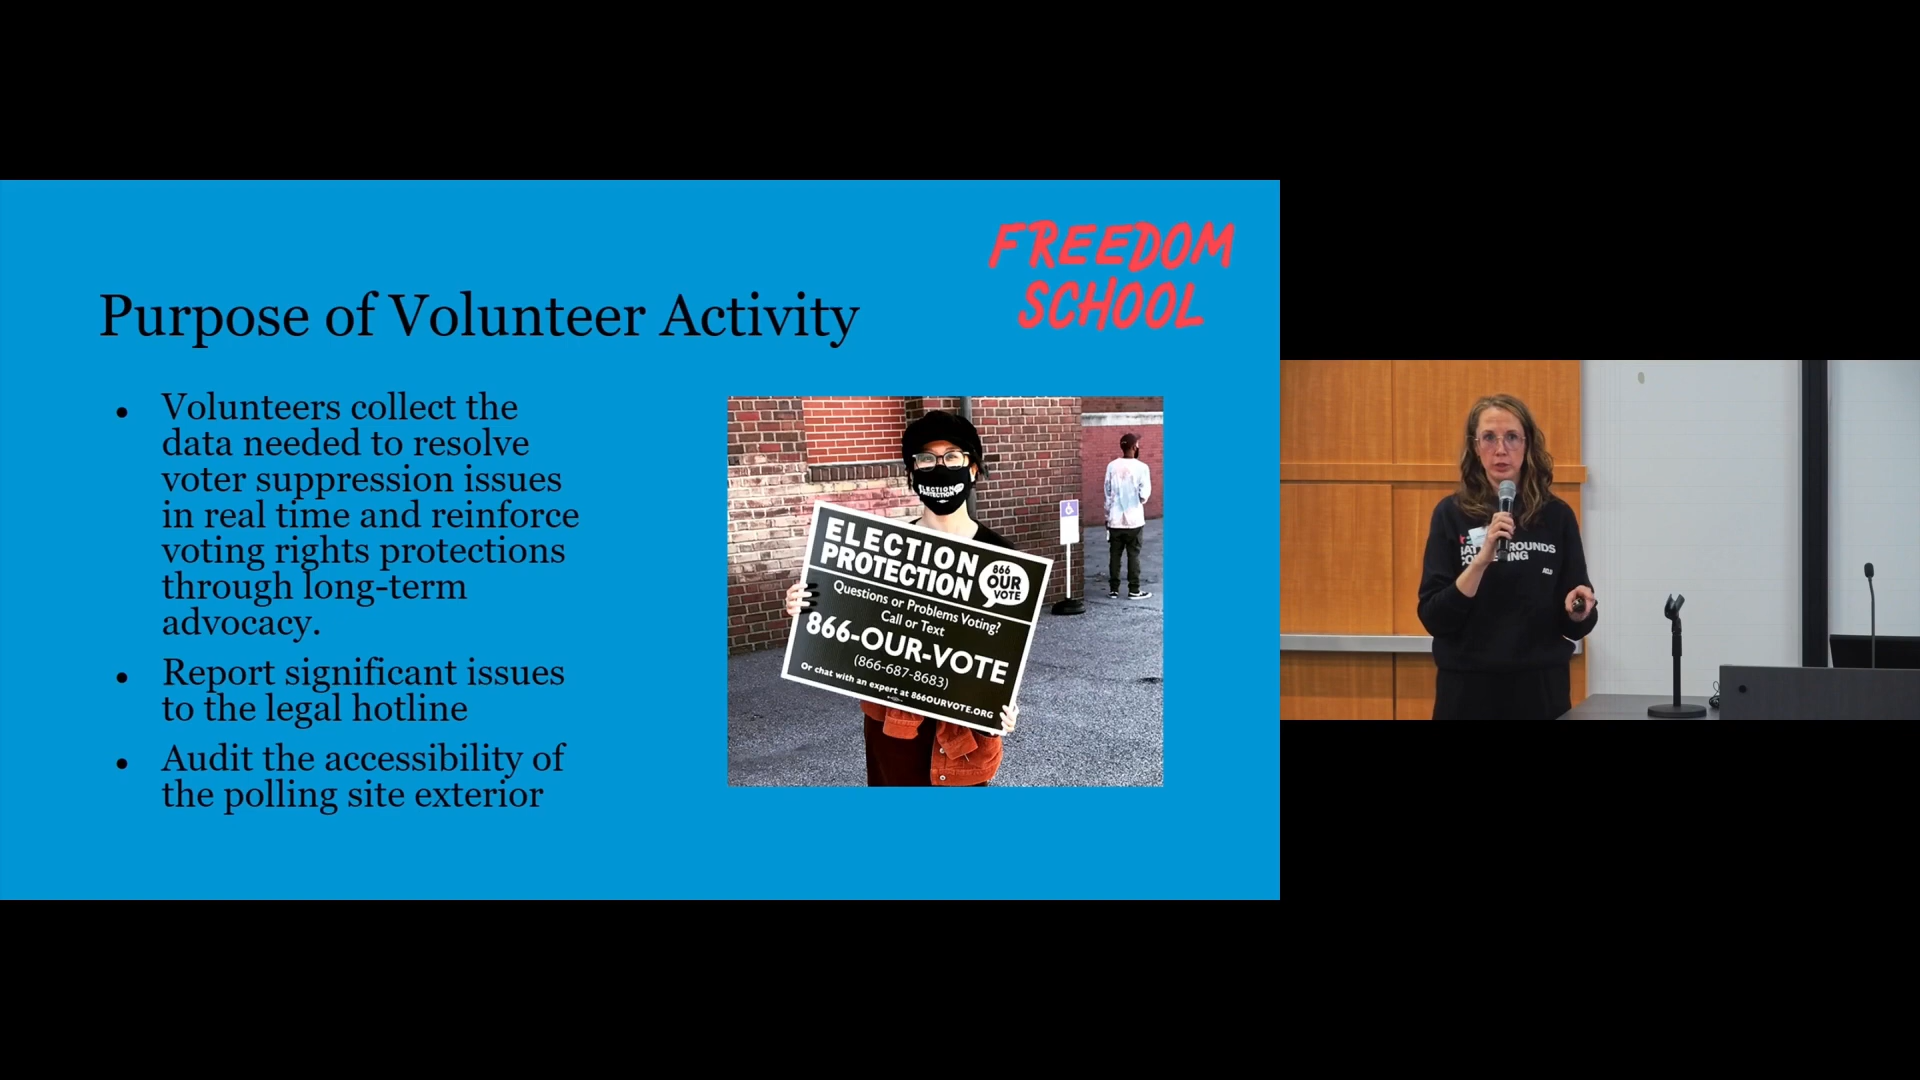 FREEDOM
SCHOOL
Purpose of Volunteer Activity
Volunteers collect the
data needed to resolve
voter suppression issues
in real time and reinforce
voting rights protections
through long-term
advocacy.
Report significant issues
to the legal hotline
Audit the accessibility of
the polling site exterior
ELECTION
PROTECTION
ELECTION
PROTECTION
866
OUR
VOTE
Questions or Problems Voting?
Call or Text
866-OUR-VOTE
(866-687-8683)
Or chat with an expert at 866OURVOTE.ORG